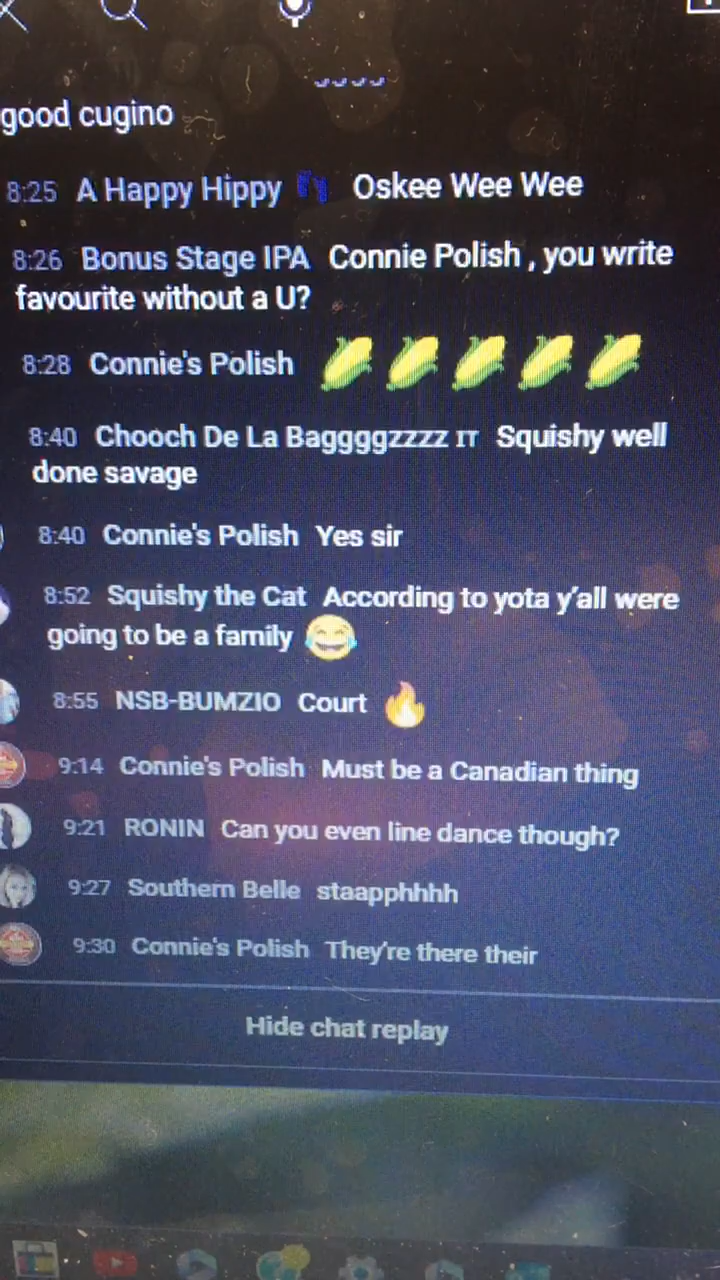 good cugino
8:25 A Happy Hippy 👣 Oskee Wee Wee
8:26 Bonus Stage IPA Connie Polish , you write
favourite without a U?
8:28 Connie's Polish 🌽🌽🌽🌽🌽
8:40 Chooch De La Baggggzzzz IT Squishy well
done savage
8:40 Connie's Polish Yes sir
8:52 Squishy the Cat According to yota y'all were
going to be a family 😂
8:55 NSB-BUMZIO Court 🔥
9:14 Connie's Polish Must be a Canadian thing
9:21 RONIN Can you even line dance though?
9:27 Southern Belle staapphhhh
9:30 Connie's Polish They're there their
Hide chat replay